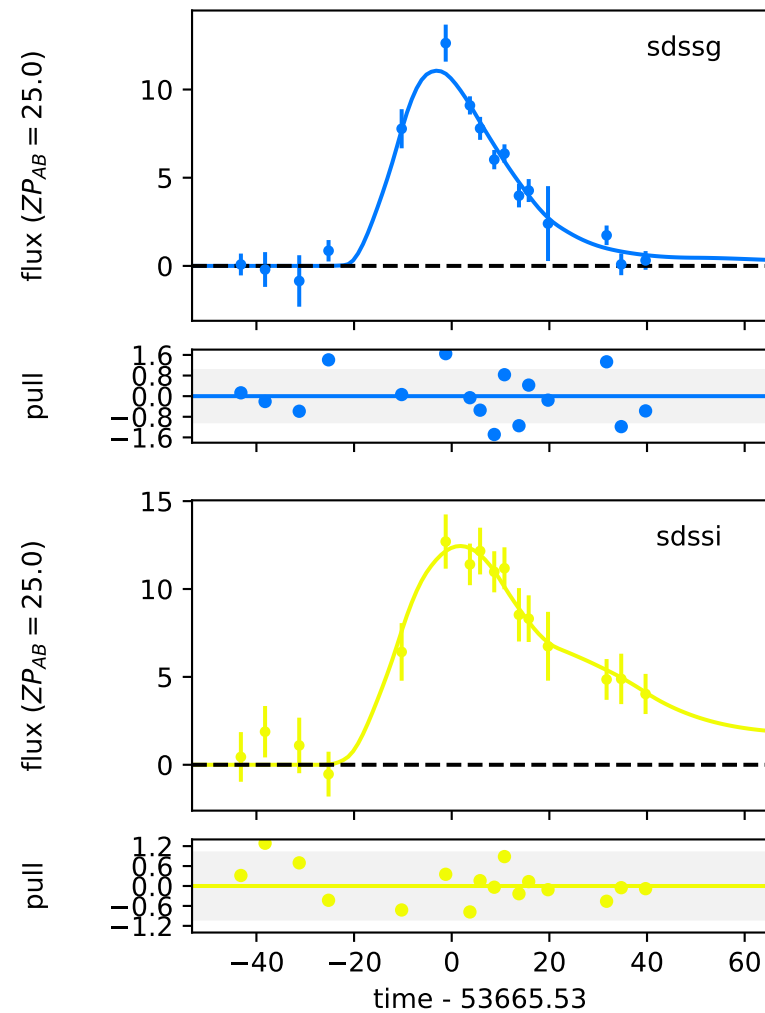 sdssg
flux (ZP_AB = 25.0)
10
5
0
pull
1.6
0.8
0.0
−0.8
−1.6
sdssi
flux (ZP_AB = 25.0)
15
10
5
0
pull
1.2
0.6
0.0
−0.6
−1.2
−40 −20 0 20 40 60
time - 53665.53